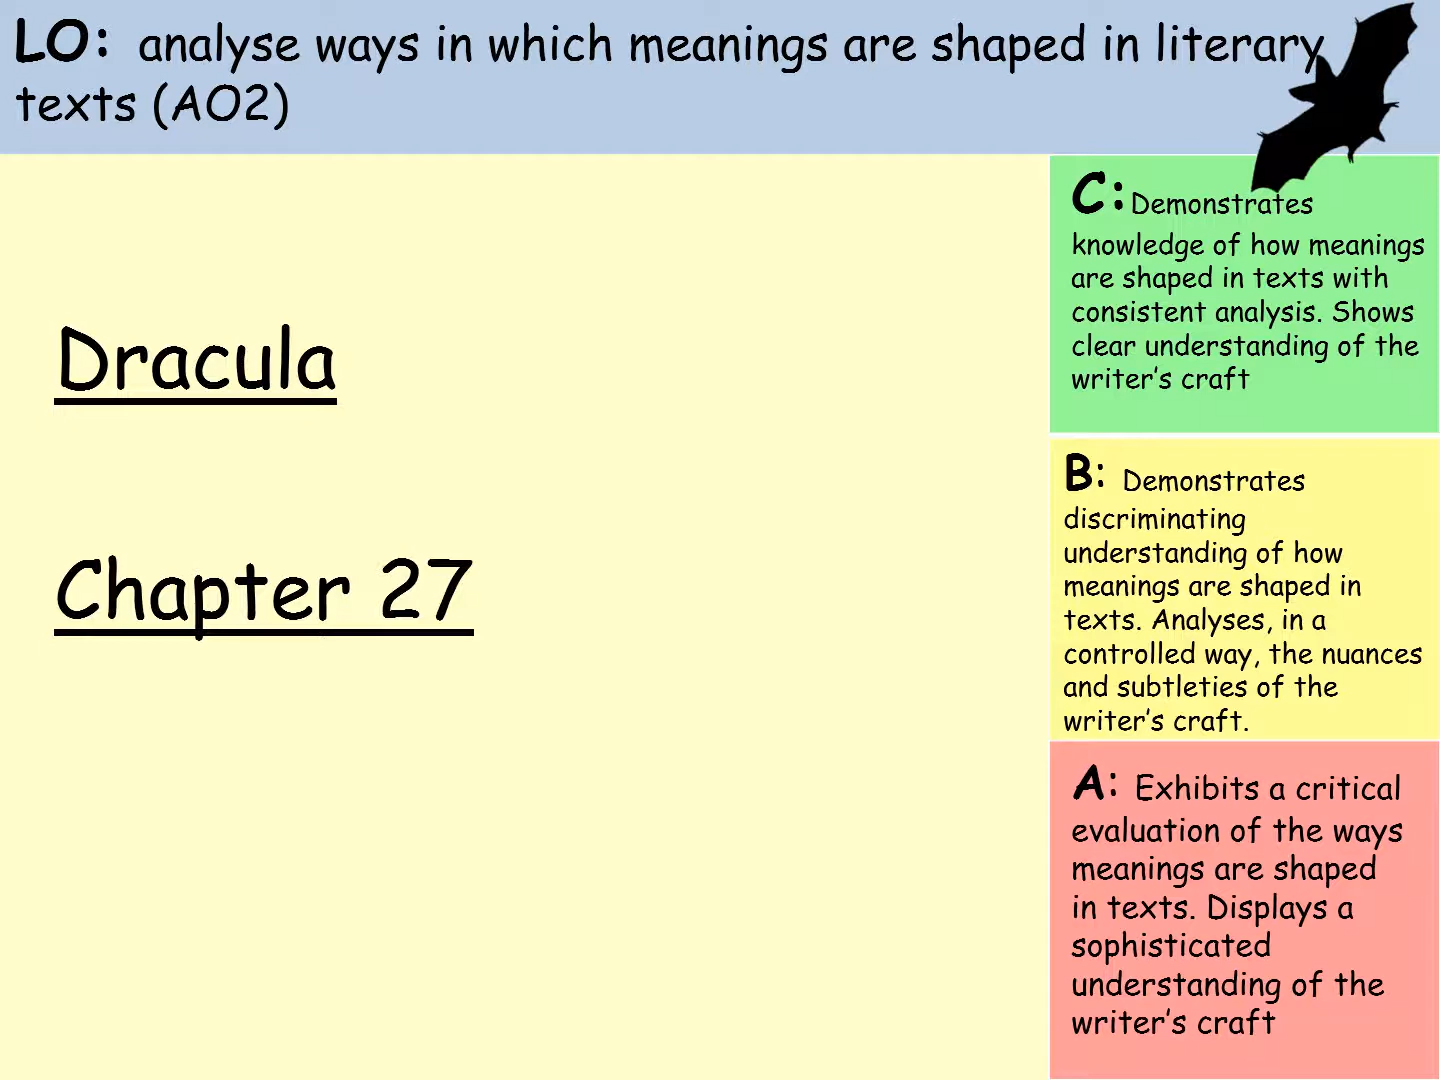 LO: analyse ways in which meanings are shaped in literary
texts (AO2)
Dracula
Chapter 27
C: Demonstrates
knowledge of how meanings
are shaped in texts with
consistent analysis. Shows
clear understanding of the
writer’s craft
B: Demonstrates
discriminating
understanding of how
meanings are shaped in
texts. Analyses, in a
controlled way, the nuances
and subtleties of the
writer’s craft.
A: Exhibits a critical
evaluation of the ways
meanings are shaped
in texts. Displays a
sophisticated
understanding of the
writer’s craft